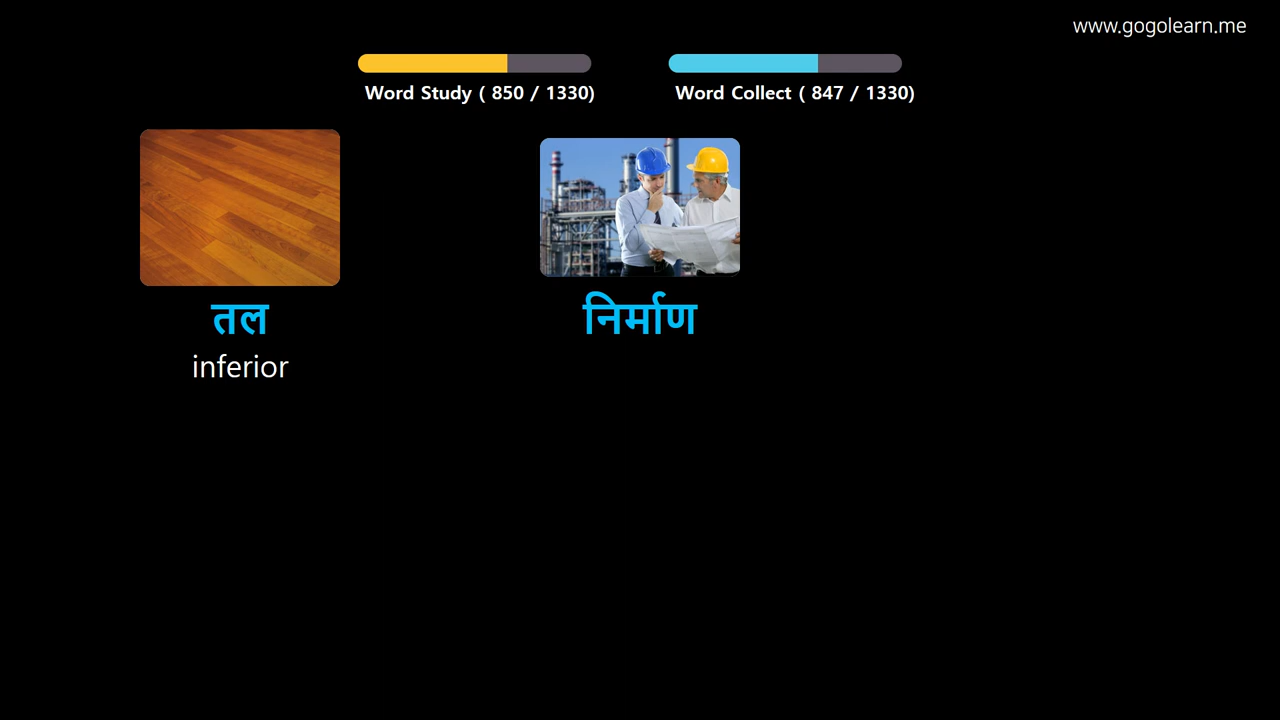 www.gogolearn.me
Word Study ( 850 / 1330)
Word Collect ( 847 / 1330)
तल
निर्माण
inferior